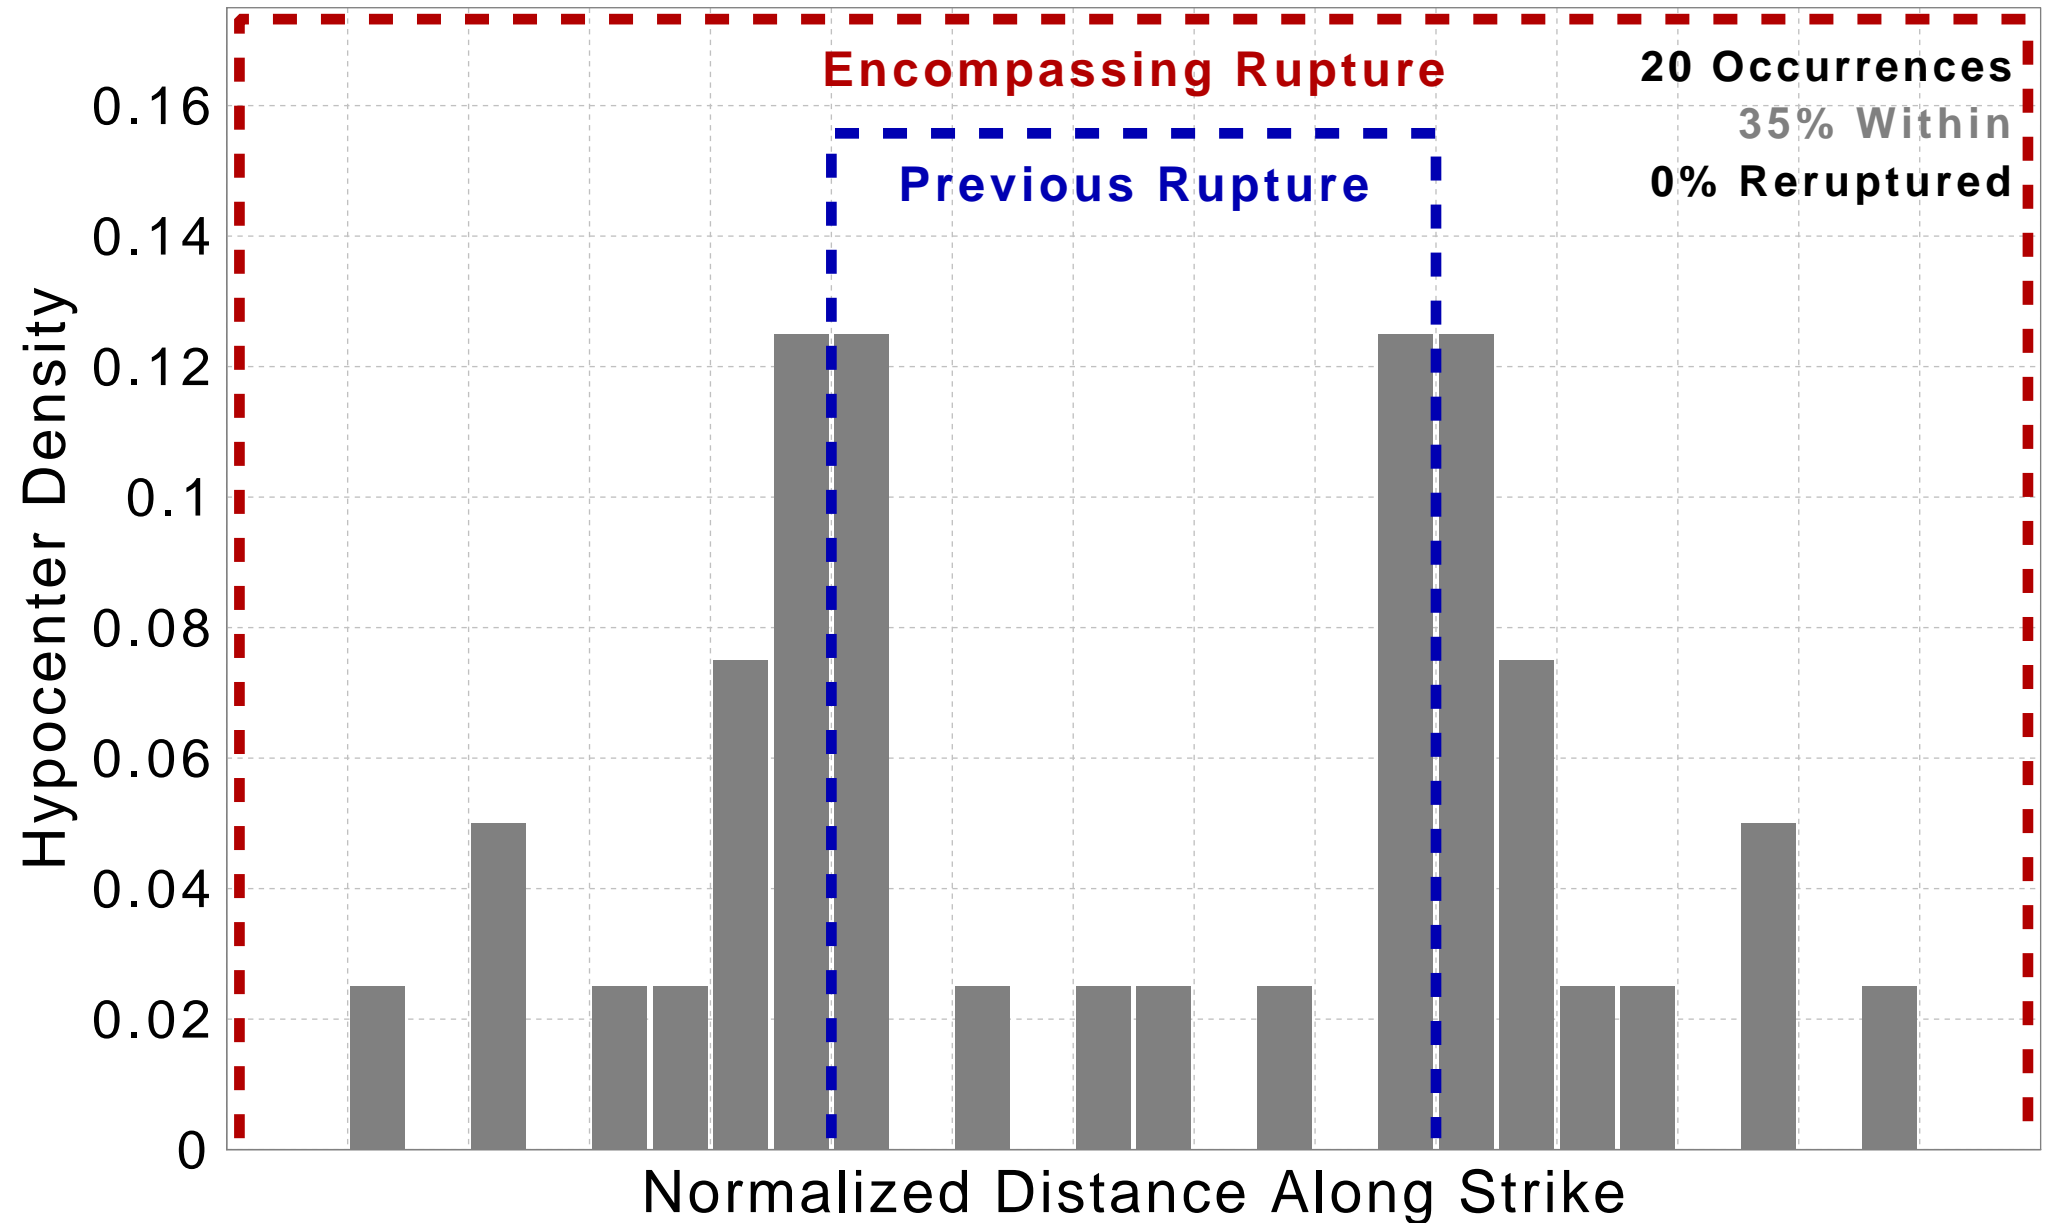 Encompassing Rupture
20 Occurrences
35% Within
0% Reruptured
Previous Rupture
Hypocenter Density
0.16
0.14
0.12
0.1
0.08
0.06
0.04
0.02
0
Normalized Distance Along Strike